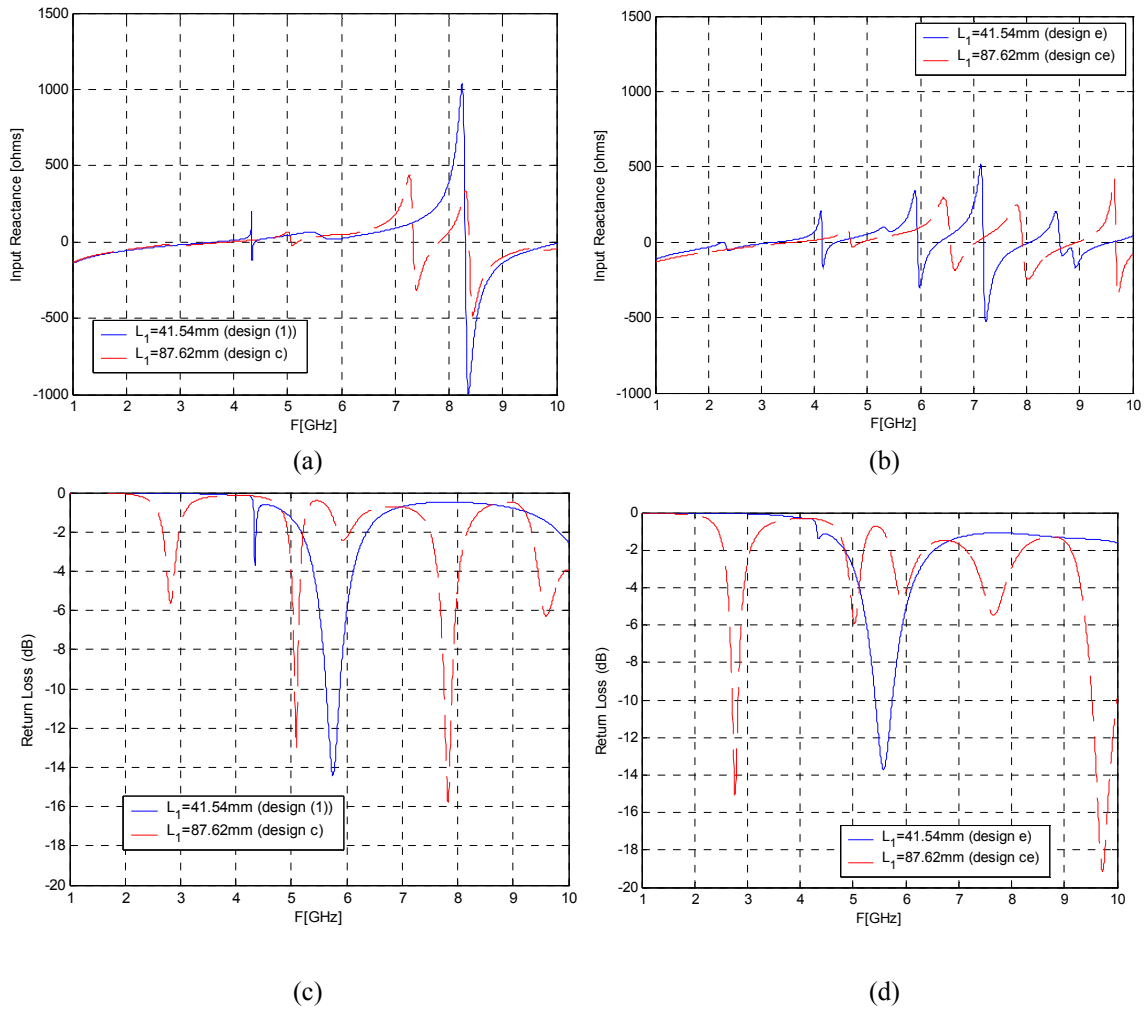 1500
1000
500
0
-500
-1000
Input Reactance [ohms]
1 2 3 4 5 6 7 8 9 10
F[GHz]
L1=41.54mm (design (1))
L1=87.62mm (design c)
(a)
1500
1000
500
0
-500
-1000
Input Reactance [ohms]
1 2 3 4 5 6 7 8 9 10
F[GHz]
L1=41.54mm (design e)
L1=87.62mm (design ce)
(b)
0
-2
-4
-6
-8
-10
-12
-14
-16
-18
-20
Return Loss (dB)
1 2 3 4 5 6 7 8 9 10
F[GHz]
L1=41.54mm (design (1))
L1=87.62mm (design c)
(c)
0
-2
-4
-6
-8
-10
-12
-14
-16
-18
-20
Return Loss (dB)
1 2 3 4 5 6 7 8 9 10
F[GHz]
L1=41.54mm (design e)
L1=87.62mm (design ce)
(d)